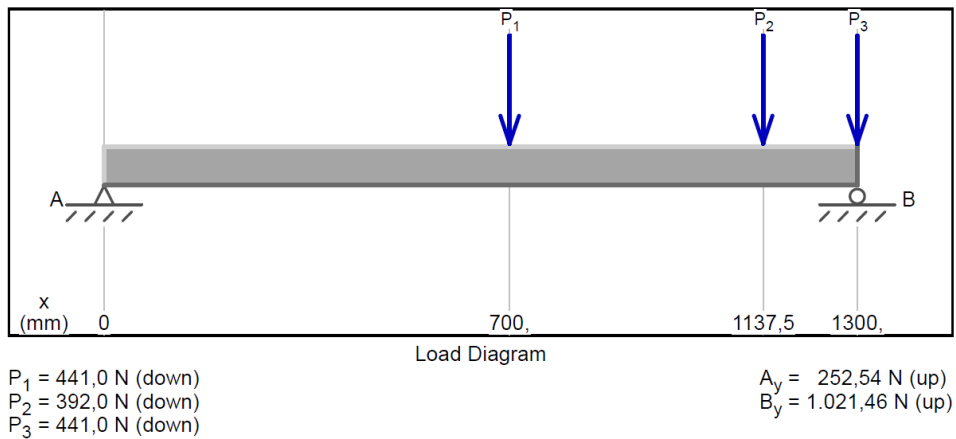 P1 P2 P3
A B
x
(mm) 0 700, 1137,5 1300,
Load Diagram
P1 = 441,0 N (down)
P2 = 392,0 N (down)
P3 = 441,0 N (down)
Ay = 252,54 N (up)
By = 1.021,46 N (up)